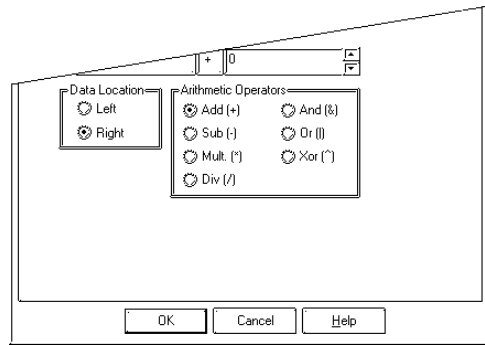 + 0
Data Location Arithmetic Operators
Left Add (+) And (&)
Right Sub (-) Or (|)
Mult. (*) Xor (^)
Div (/)
OK Cancel Help